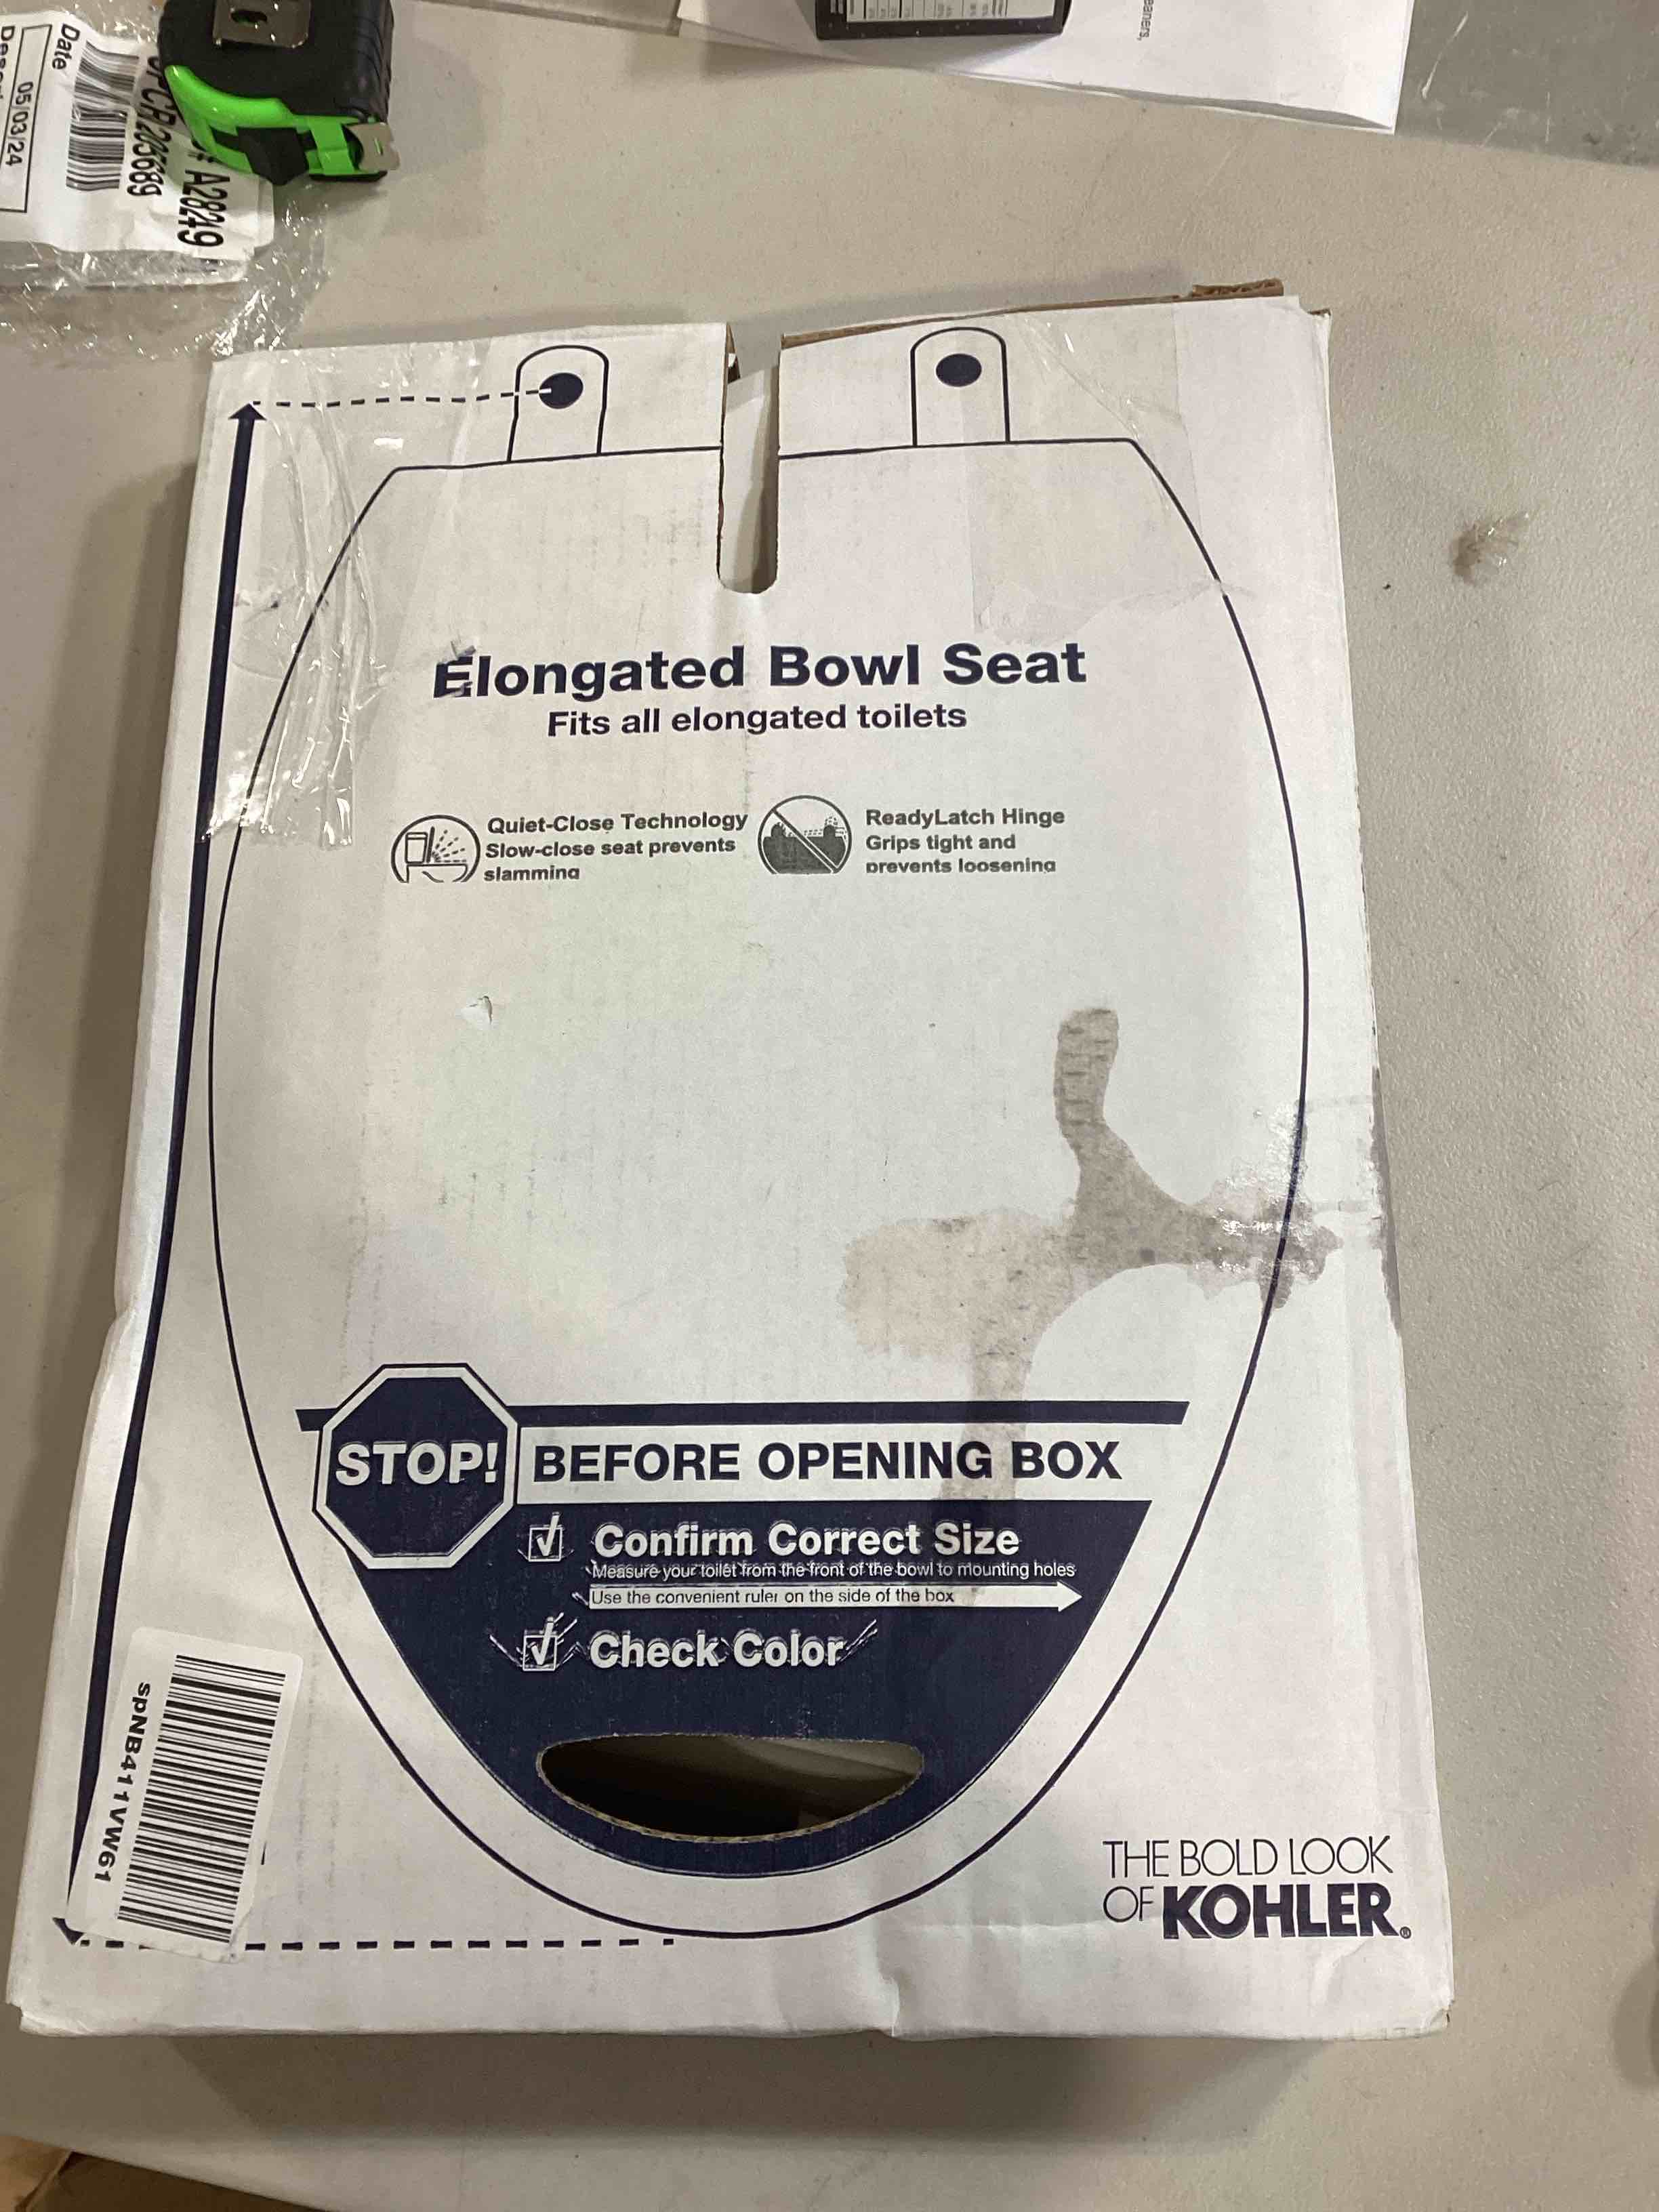 Date
05/03/24
# A28249
Elongated Bowl Seat
Fits all elongated toilets
Quiet-Close Technology
Slow-close seat prevents
slamming
ReadyLatch Hinge
Grips tight and
prevents loosening
STOP!
BEFORE OPENING BOX
Confirm Correct Size
Measure your toilet from the front of the bowl to mounting holes
Use the convenient ruler on the side of the box
Check Color
spNB411VW61
THE BOLD LOOK
OF KOHLER®